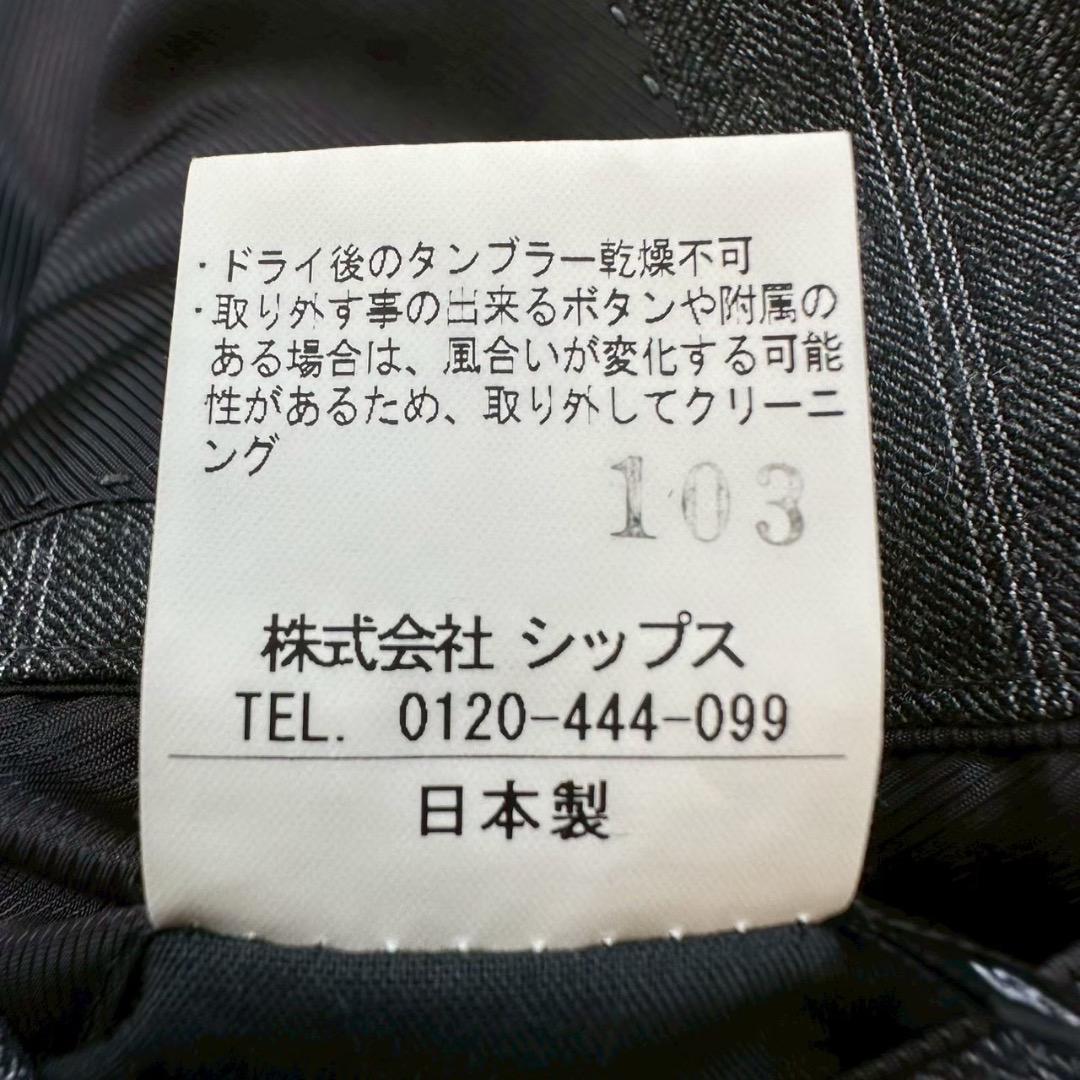 ・ドライ後のタンブラー乾燥不可
・取り外す事の出来るボタンや附属の
ある場合は、風合いが変化する可能
性があるため、取り外してクリーニ
ング
103
株式会社 シップス
TEL. 0120-444-099
日本製